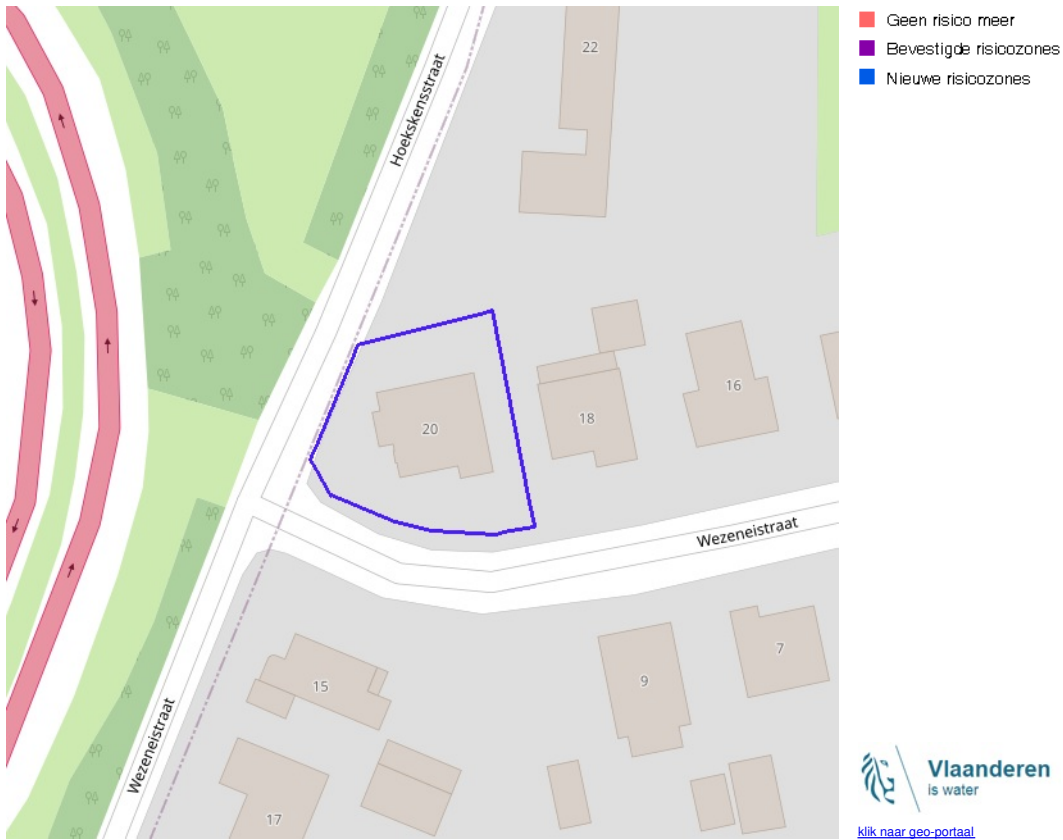 Geen risico meer
Bevestigde risicozones
Nieuwe risicozones
Hoekskensstraat
22
20
18
16
Wezeneistraat
Wezeneistraat
15
17
9
7
Vlaanderen
is water
klik naar geo-portaal